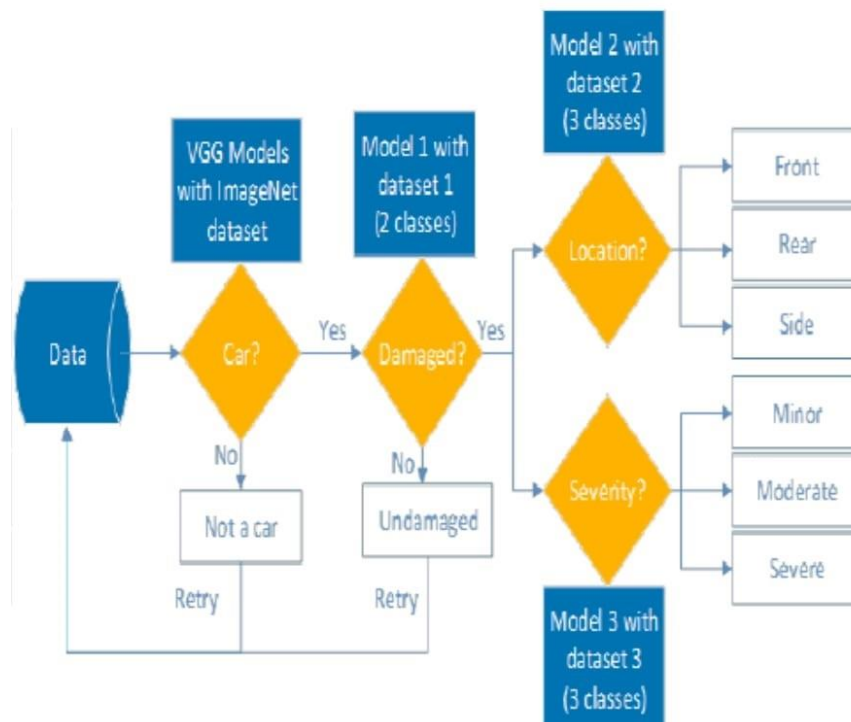 Model 2 with
dataset 2
(3 classes)
VGG Models
with ImageNet
dataset
Model 1 with
dataset 1
(2 classes)
Front
Location?
Rear
Side
Data
Car?
Yes
Damaged?
Yes
No
Not a car
Retry
No
Undamaged
Retry
Severity?
Minor
Moderate
Severe
Model 3 with
dataset 3
(3 classes)